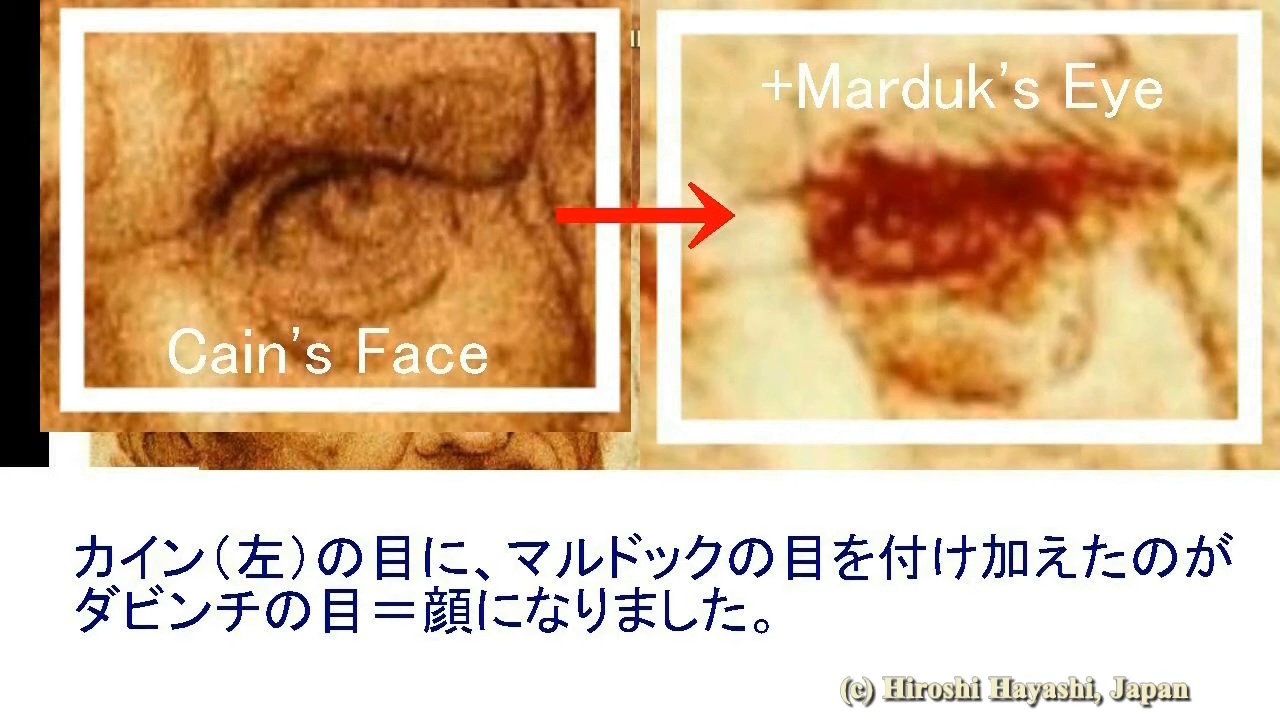 +Marduk's Eye
Cain's Face
カイン(左)の目に、マルドックの目を付け加えたのが
ダビンチの目=顔になりました。
(c) Hiroshi Hayashi, Japan